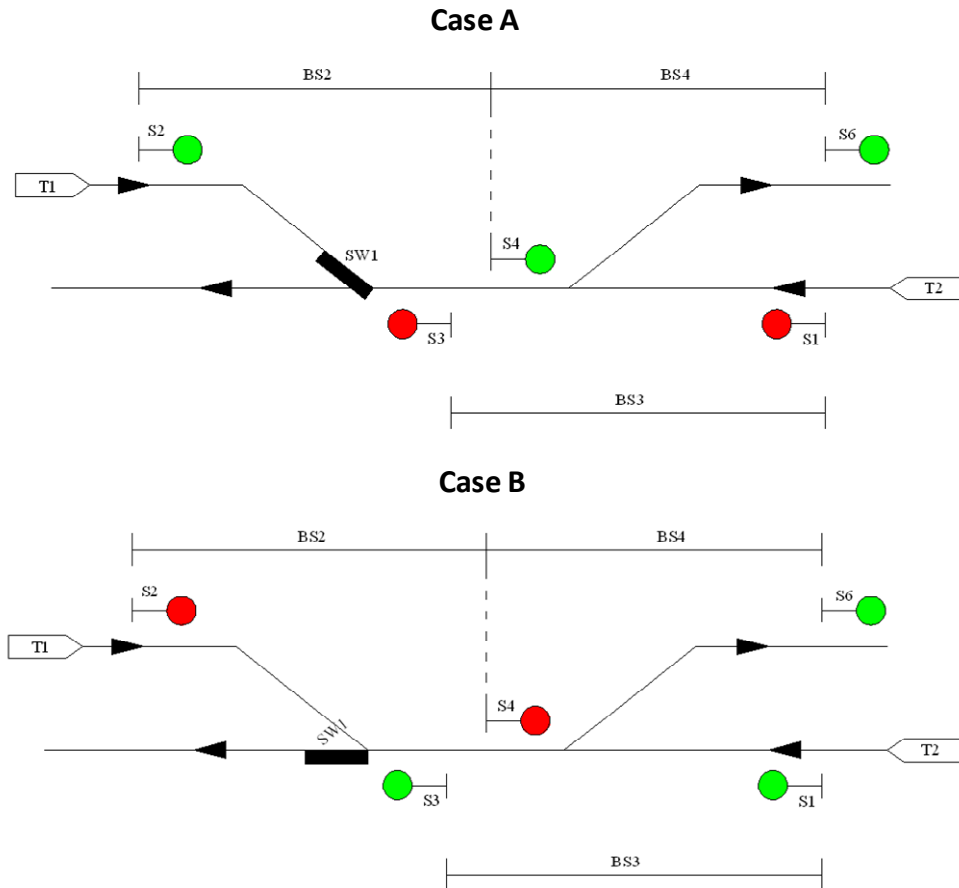 Case A
BS2 BS4
S2 S6
T1
SW1 S4
T2
S3 S1
BS3
Case B
BS2 BS4
S2 S6
T1
SW1 S4
T2
S3 S1
BS3